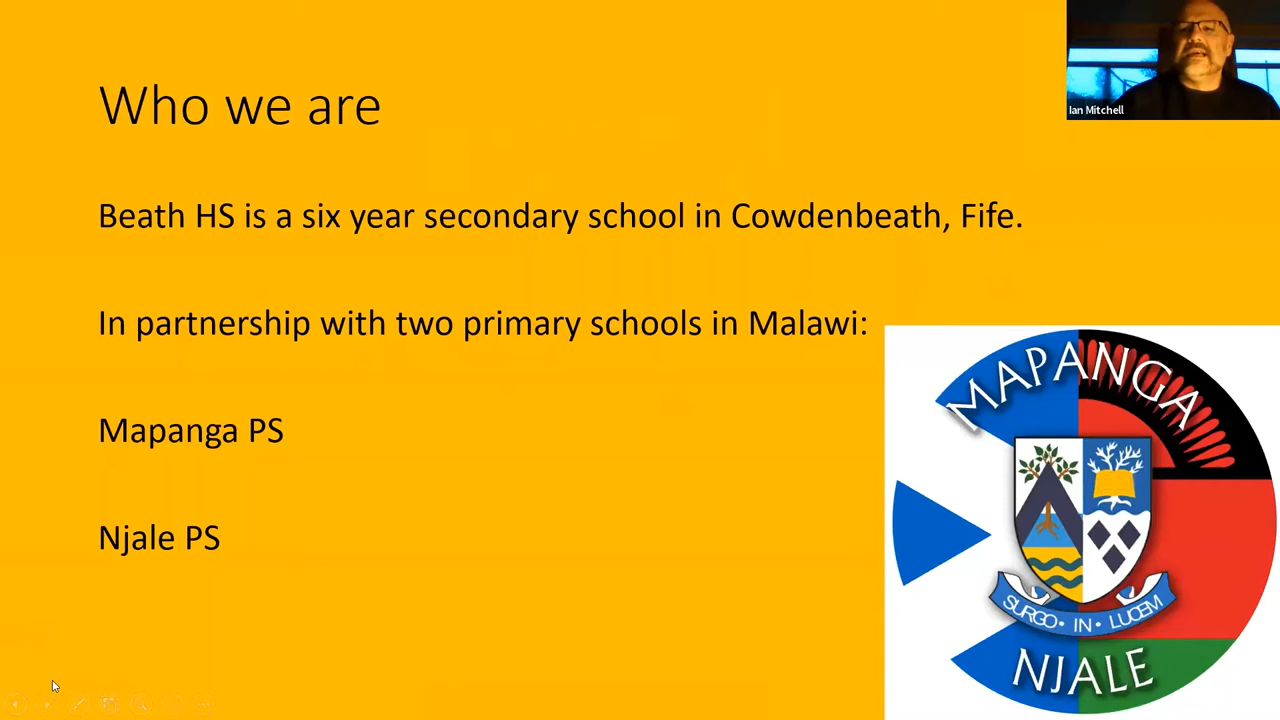 Who we are
Ian Mitchell
Beath HS is a six year secondary school in Cowdenbeath, Fife.
In partnership with two primary schools in Malawi:
Mapanga PS
Njale PS
MAPANGA
SURGO • IN • LUCEM
NJALE